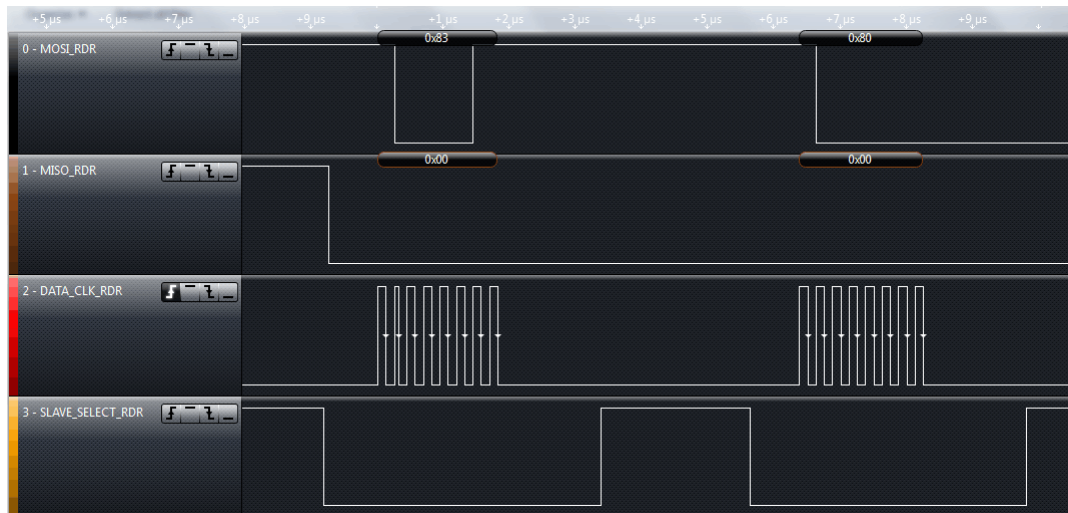 +5 µs +6 µs +7 µs +8 µs +9 µs +1 µs +2 µs +3 µs +4 µs +5 µs +6 µs +7 µs +8 µs +9 µs
0 - MOSI_RDR
0x83 0x80
1 - MISO_RDR
0x00 0x00
2 - DATA_CLK_RDR
3 - SLAVE_SELECT_RDR